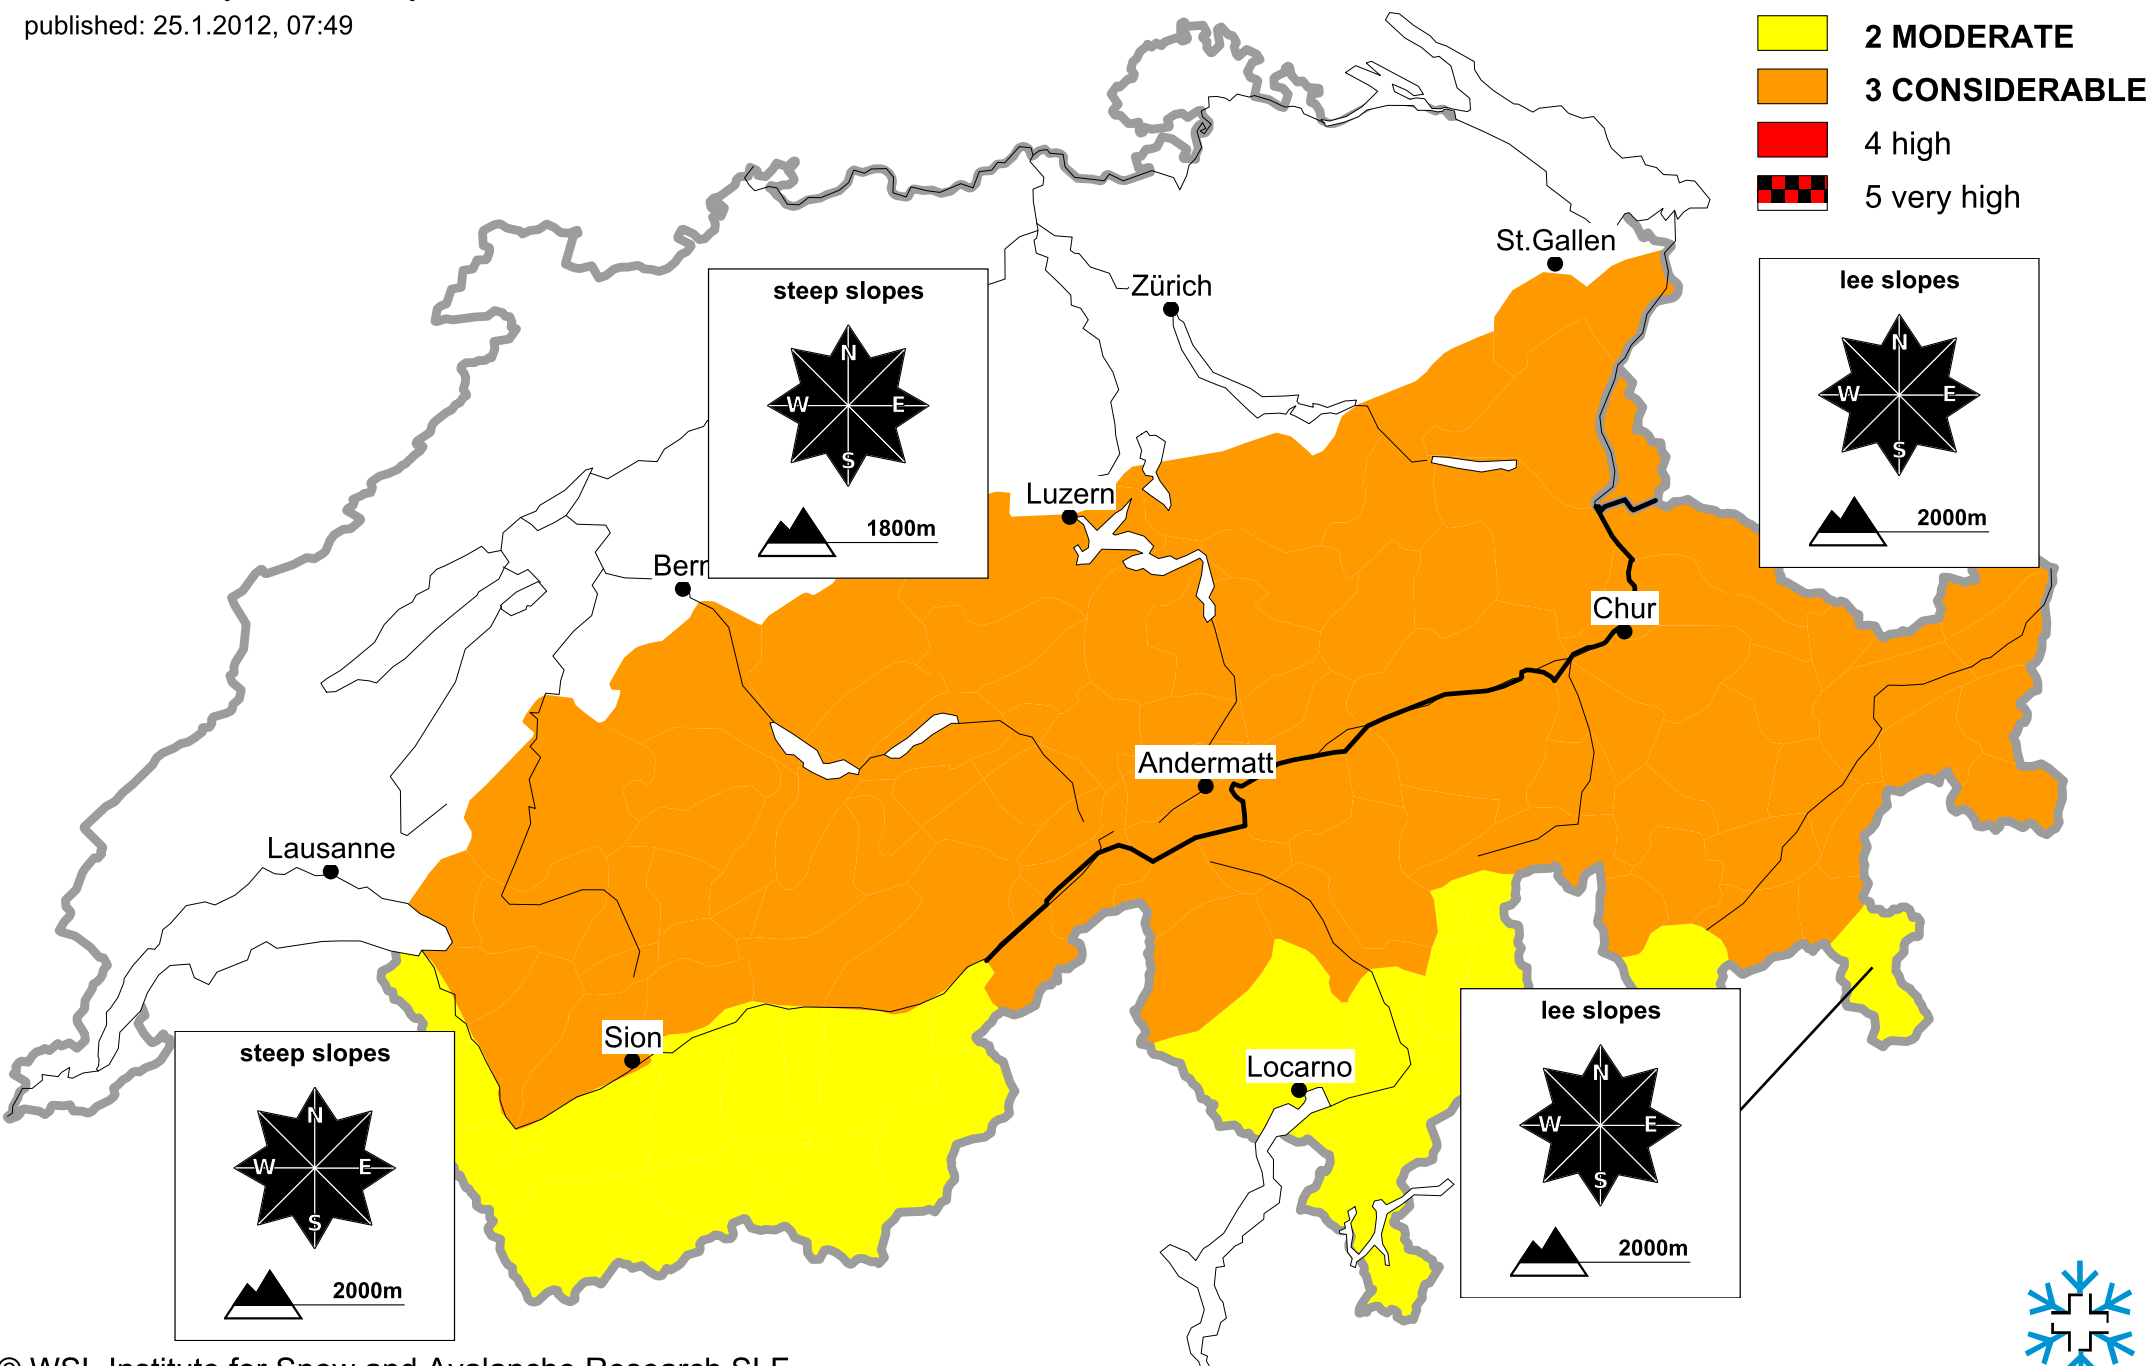 published: 25.1.2012, 07:49
2 MODERATE
3 CONSIDERABLE
4 high
5 very high
St.Gallen
Zürich
steep slopes
N
W E
S
1800m
lee slopes
N
W E
S
2000m
Luzern
Bern
Chur
Andermatt
Lausanne
Sion
Locarno
steep slopes
N
W E
S
2000m
lee slopes
N
W E
S
2000m
© WSL Institute for Snow and Avalanche Research SLF